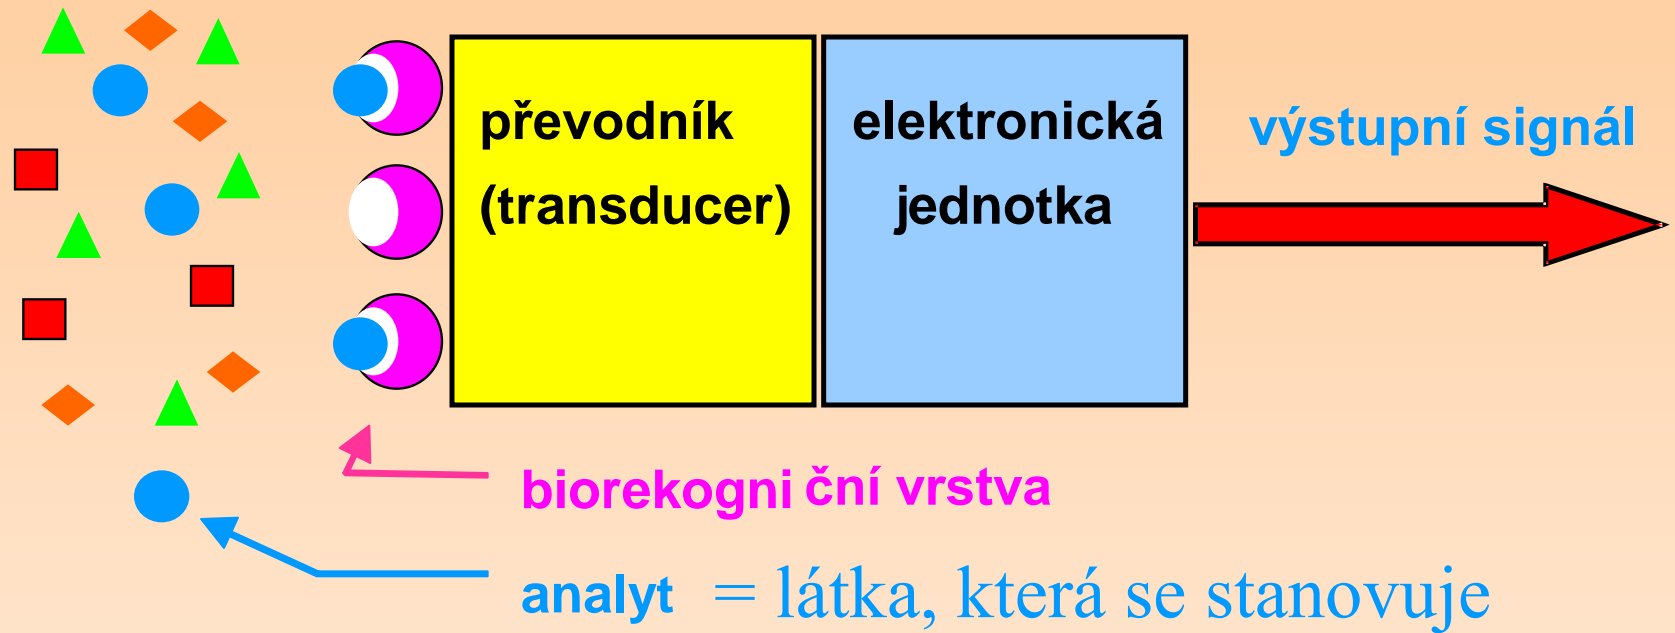 převodník
(transducer)
elektronická
jednotka
výstupní signál
biorekogni ční vrstva
analyt = látka, která se stanovuje